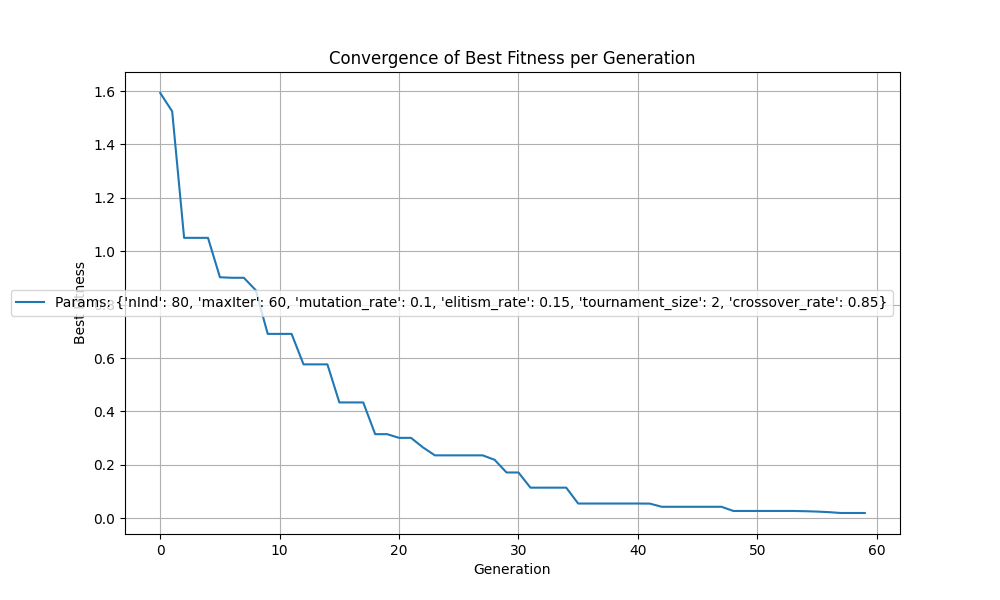 Convergence of Best Fitness per Generation
1.6
1.4
1.2
1.0
Params: {'nInd': 80, 'maxIter': 60, 'mutation_rate': 0.1, 'elitism_rate': 0.15, 'tournament_size': 2, 'crossover_rate': 0.85}
0.6
0.4
0.2
0.0
0 10 20 30 40 50 60
Generation